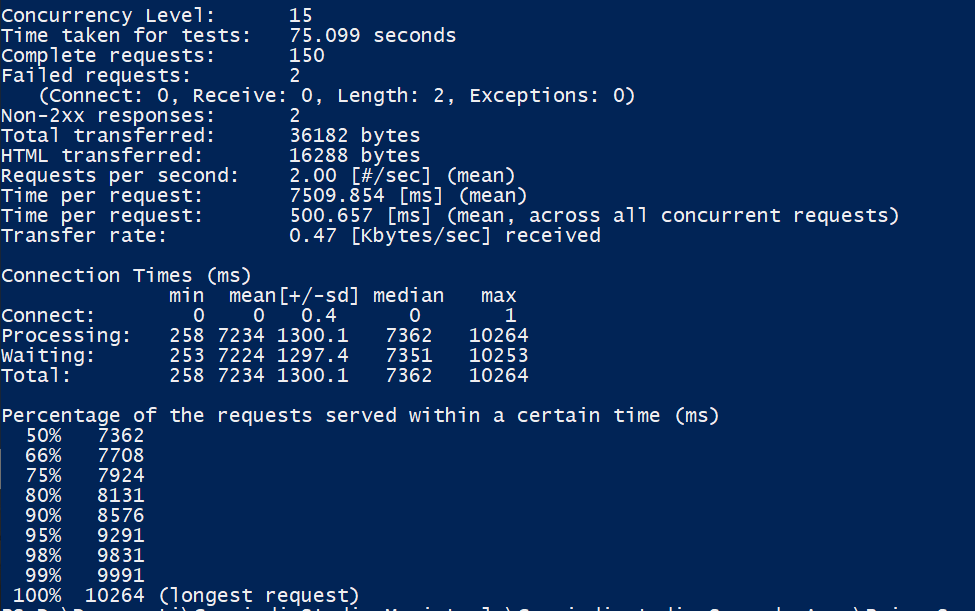 Concurrency Level:      15
Time taken for tests:   75.099 seconds
Complete requests:      150
Failed requests:        2
   (Connect: 0, Receive: 0, Length: 2, Exceptions: 0)
Non-2xx responses:      2
Total transferred:      36182 bytes
HTML transferred:       16288 bytes
Requests per second:    2.00 [#/sec] (mean)
Time per request:       7509.854 [ms] (mean)
Time per request:       500.657 [ms] (mean, across all concurrent requests)
Transfer rate:          0.47 [Kbytes/sec] received
Connection Times (ms)
              min  mean[+/-sd] median   max
Connect:        0    0   0.4      0       1
Processing:   258 7234 1300.1   7362   10264
Waiting:      253 7224 1297.4   7351   10253
Total:        258 7234 1300.1   7362   10264
Percentage of the requests served within a certain time (ms)
  50%   7362
  66%   7708
  75%   7924
  80%   8131
  90%   8576
  95%   9291
  98%   9831
  99%   9991
 100%  10264 (longest request)